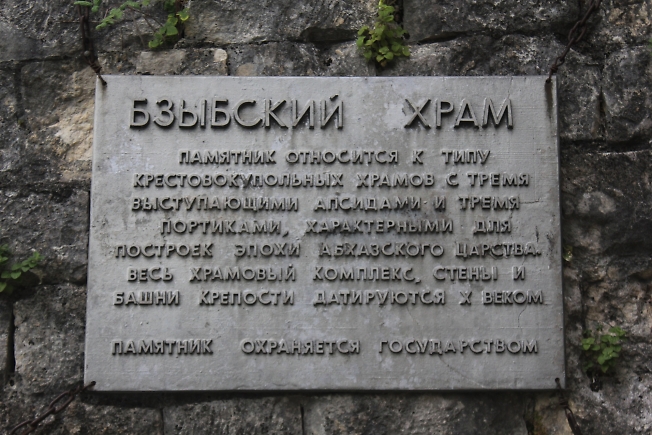 БЗЫБСКИЙ ХРАМ
ПАМЯТНИК ОТНОСИТСЯ К ТИПУ
КРЕСТОВОКУПОЛЬНЫХ ХРАМОВ С ТРЕМЯ
ВЫСТУПАЮЩИМИ АПСИДАМИ И ТРЕМЯ
ПОРТИКАМИ, ХАРАКТЕРНЫМИ ДЛЯ
ПОСТРОЕК ЭПОХИ АБХАЗСКОГО ЦАРСТВА.
ВЕСЬ ХРАМОВЫЙ КОМПЛЕКС, СТЕНЫ И
БАШНИ КРЕПОСТИ ДАТИРУЮТСЯ X ВЕКОМ
ПАМЯТНИК ОХРАНЯЕТСЯ ГОСУДАРСТВОМ